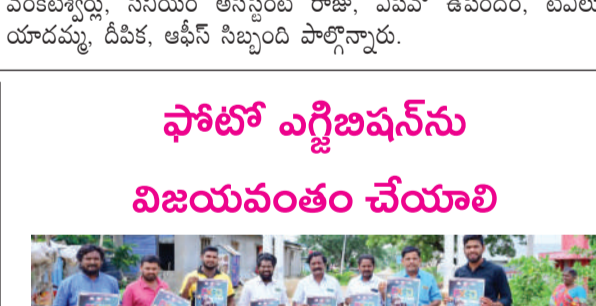 వెంకటేశ్వర్లు, సీనియర్ అసిస్టెంట్ రాజు, ఏపీవో ఉపేందర్, టీఏలు
యాదమ్మ, దీపిక, ఆఫీస్ సిబ్బంది పాల్గొన్నారు.
ఫోటో ఎగ్జిబిషన్‌ను
విజయవంతం చేయాలి